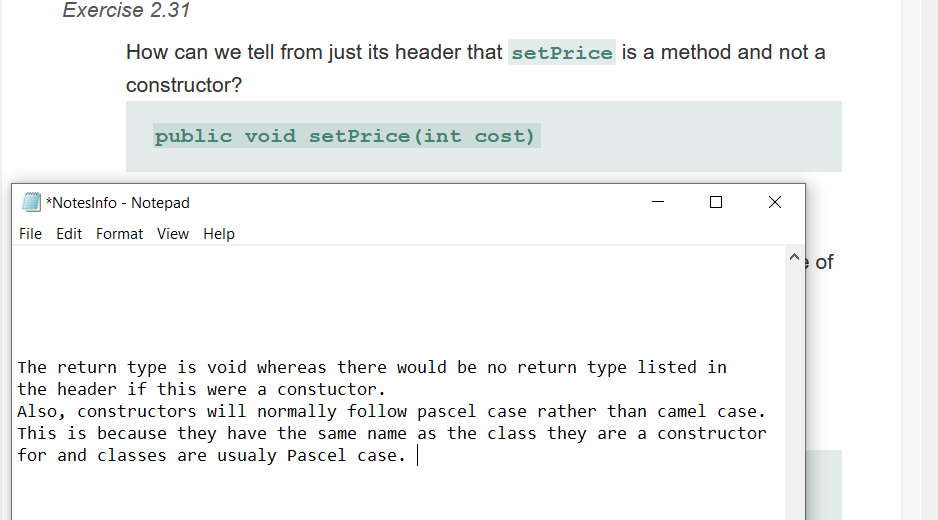 Exercise 2.31
How can we tell from just its header that setPrice is a method and not a
constructor?
public void setPrice(int cost)
*NotesInfo - Notepad
File Edit Format View Help
of
The return type is void whereas there would be no return type listed in
the header if this were a constuctor.
Also, constructors will normally follow pascel case rather than camel case.
This is because they have the same name as the class they are a constructor
for and classes are usualy Pascel case.